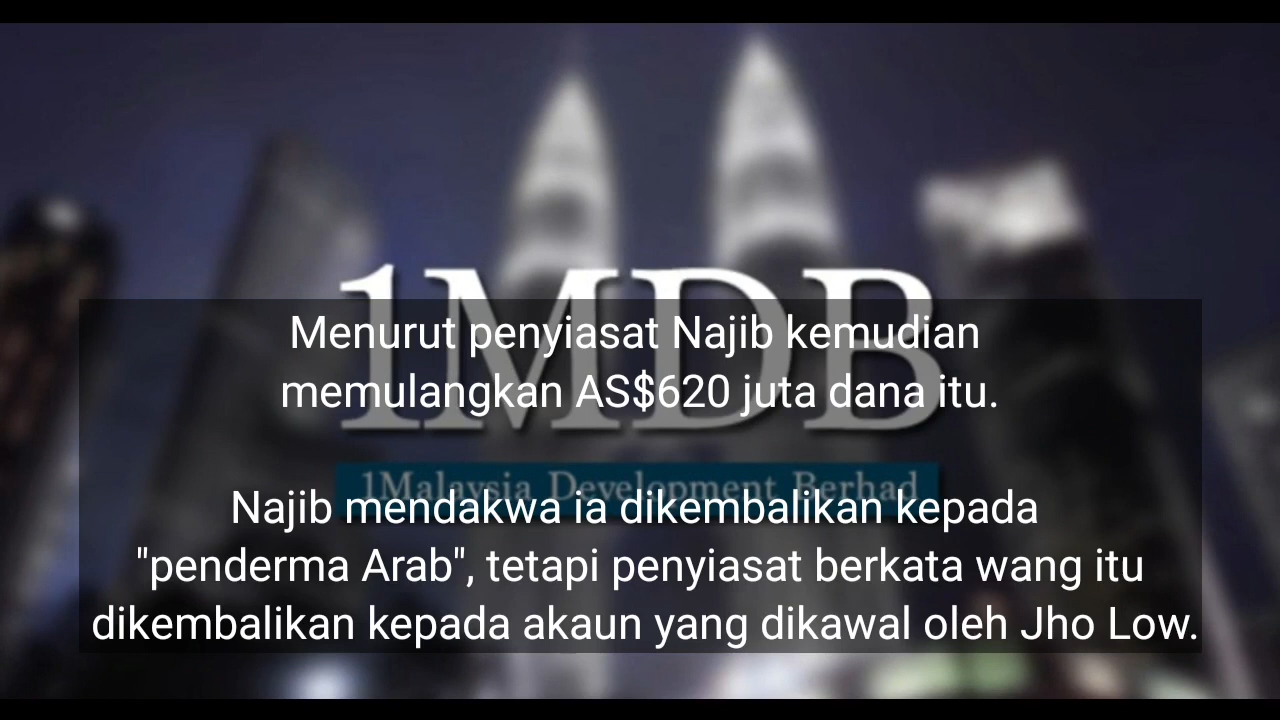 1MDB
Menurut penyiasat Najib kemudian
memulangkan AS$620 juta dana itu.
1Malaysia Development Berhad
Najib mendakwa ia dikembalikan kepada
"penderma Arab", tetapi penyiasat berkata wang itu
dikembalikan kepada akaun yang dikawal oleh Jho Low.